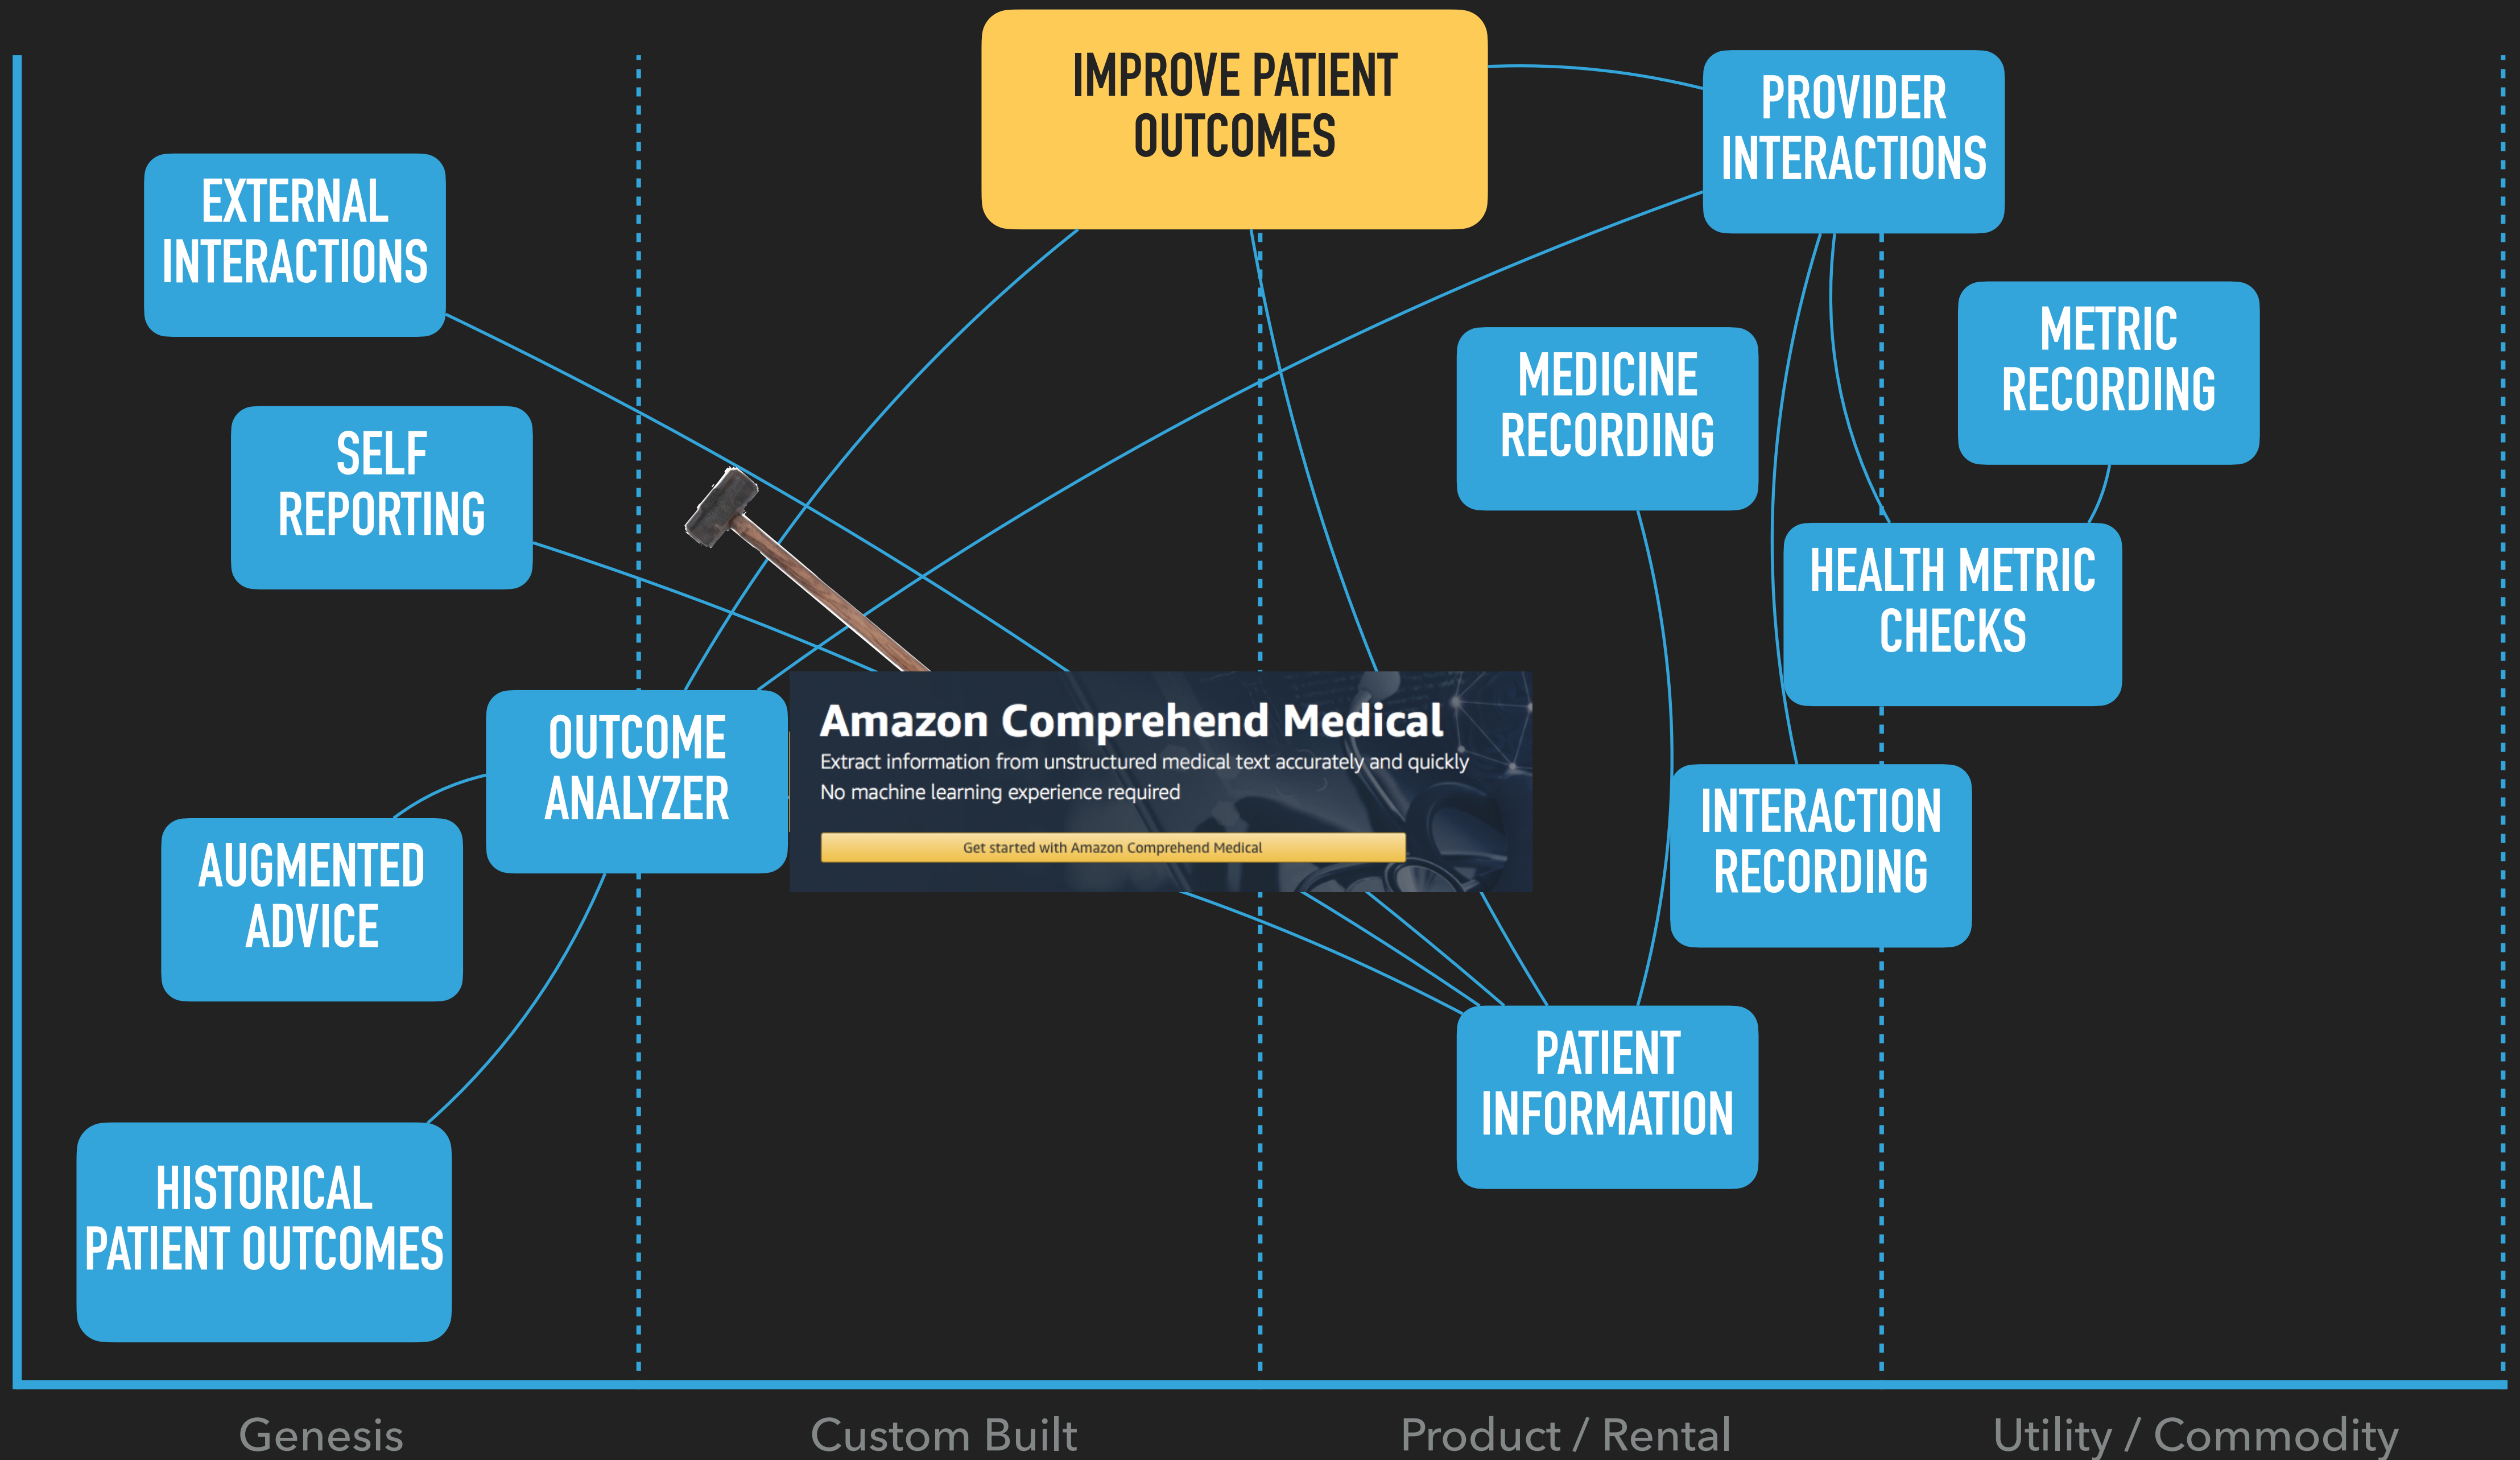 IMPROVE PATIENT
OUTCOMES
PROVIDER
INTERACTIONS
EXTERNAL
INTERACTIONS
METRIC
RECORDING
MEDICINE
RECORDING
SELF
REPORTING
HEALTH METRIC
CHECKS
OUTCOME
ANALYZER
Amazon Comprehend Medical
Extract information from unstructured medical text accurately and quickly
No machine learning experience required
Get started with Amazon Comprehend Medical
INTERACTION
RECORDING
AUGMENTED
ADVICE
PATIENT
INFORMATION
HISTORICAL
PATIENT OUTCOMES
Genesis
Custom Built
Product / Rental
Utility / Commodity